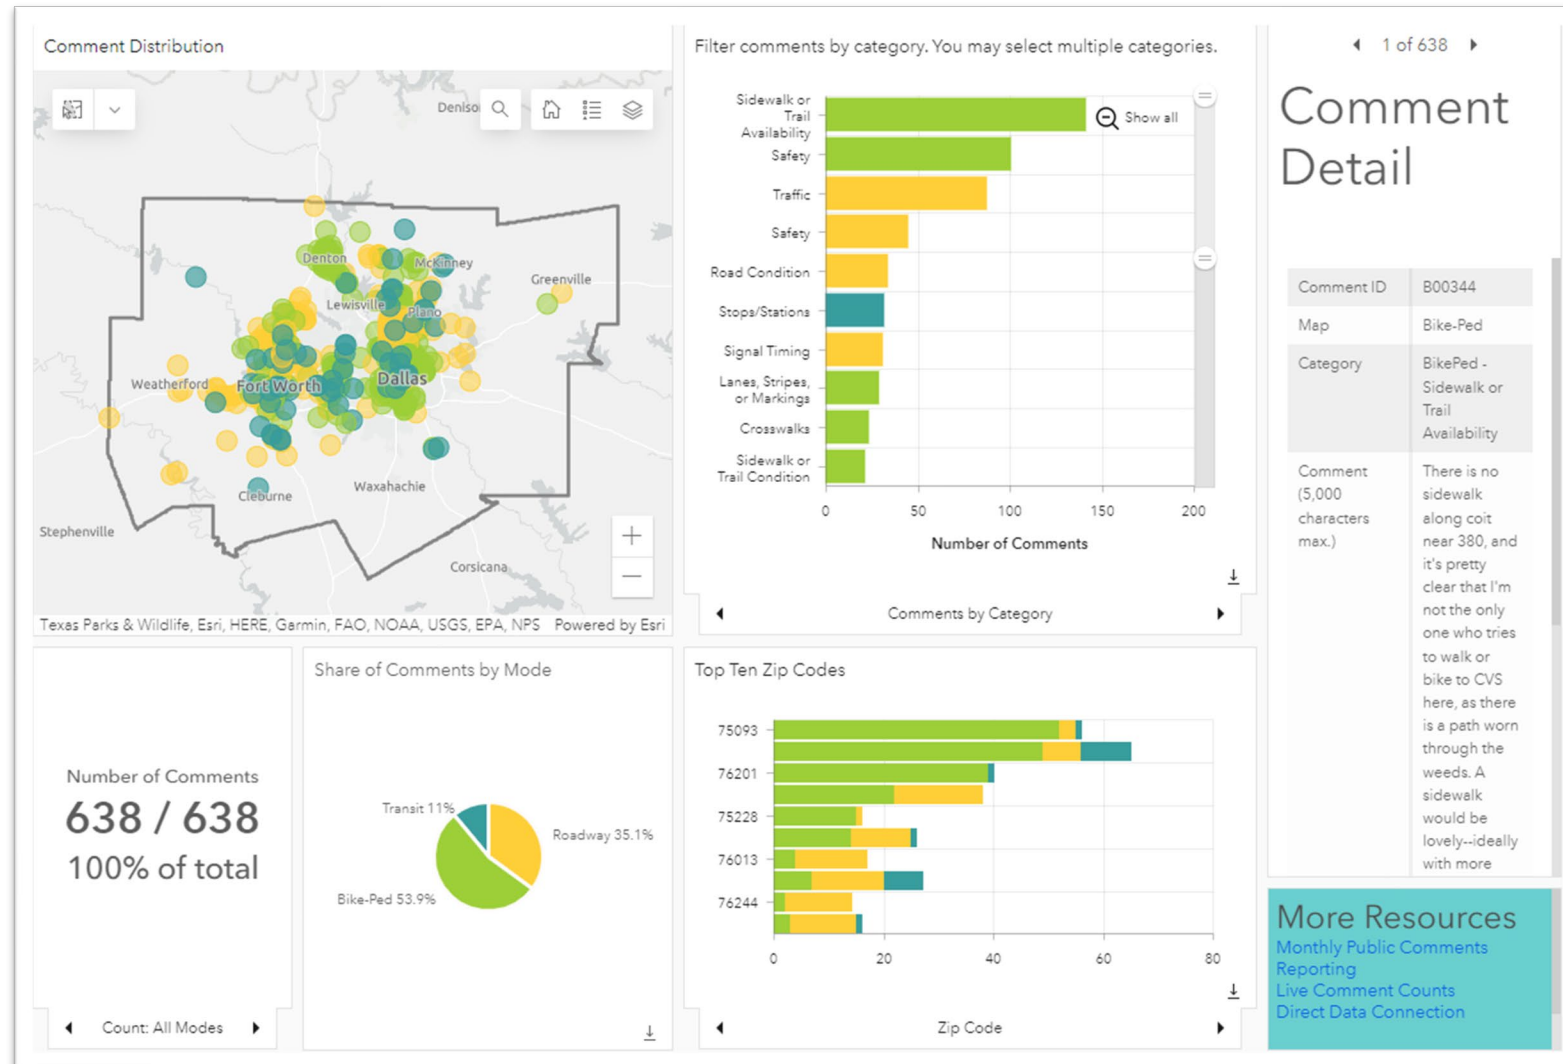 Comment Distribution
Deniso
Denton
McKinney
Greenville
Lewisville
Plano
Weatherford
Fort Worth
Dallas
Cleburne
Waxahachie
Stephenville
Corsicana
Texas Parks & Wildlife, Esri, HERE, Garmin, FAO, NOAA, USGS, EPA, NPS Powered by Esri
Filter comments by category. You may select multiple categories.
Show all
Sidewalk or
Trail
Availability
Safety
Traffic
Safety
Road Condition
Stops/Stations
Signal Timing
Lanes, Stripes,
or Markings
Crosswalks
Sidewalk or
Trail Condition
0 50 100 150 200
Number of Comments
Comments by Category
1 of 638
Comment
Detail
Comment ID B00344
Map Bike-Ped
Category BikePed -
Sidewalk or
Trail
Availability
Comment There is no
(5,000 sidewalk
characters along coit
max.) near 380, and
it's pretty
clear that I'm
not the only
one who tries
to walk or
bike to CVS
here, as there
is a path worn
through the
weeds. A
sidewalk
would be
lovely--ideally
with more
Number of Comments
638 / 638
100% of total
Count: All Modes
Share of Comments by Mode
Transit 11%
Roadway 35.1%
Bike-Ped 53.9%
Top Ten Zip Codes
75093
76201
75228
76013
76244
0 20 40 60 80
Zip Code
More Resources
Monthly Public Comments
Reporting
Live Comment Counts
Direct Data Connection